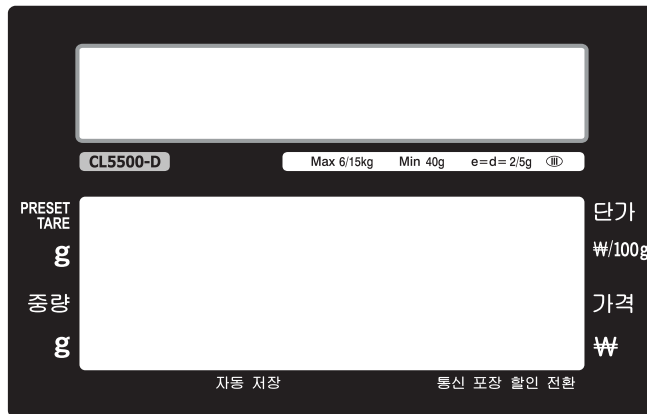 CL5500-D Max 6/15kg Min 40g e=d=2/5g Ⅲ
PRESET
TARE
g
중량
g
단가
₩/100g
가격
₩
자동 저장 통신 포장 할인 전환